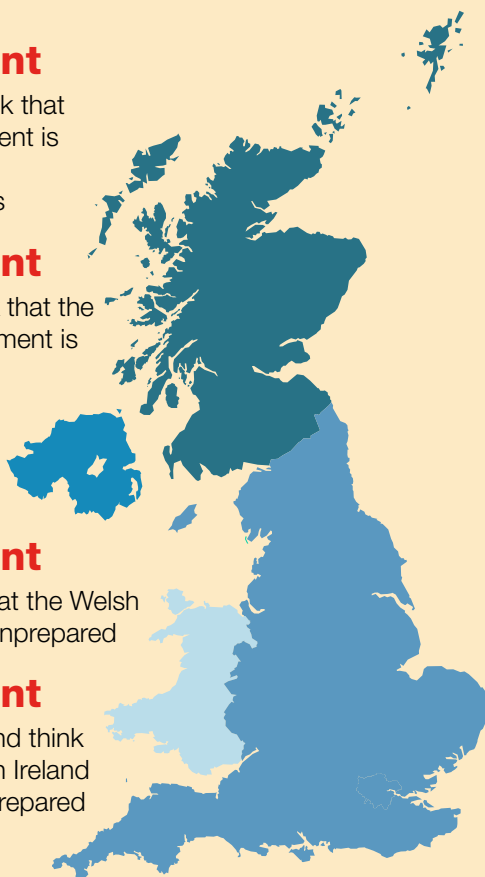 nt
k that
ent is
s
nt
that the
ment is
nt
at the Welsh
nprepared
nt
nd think
n Ireland
repared